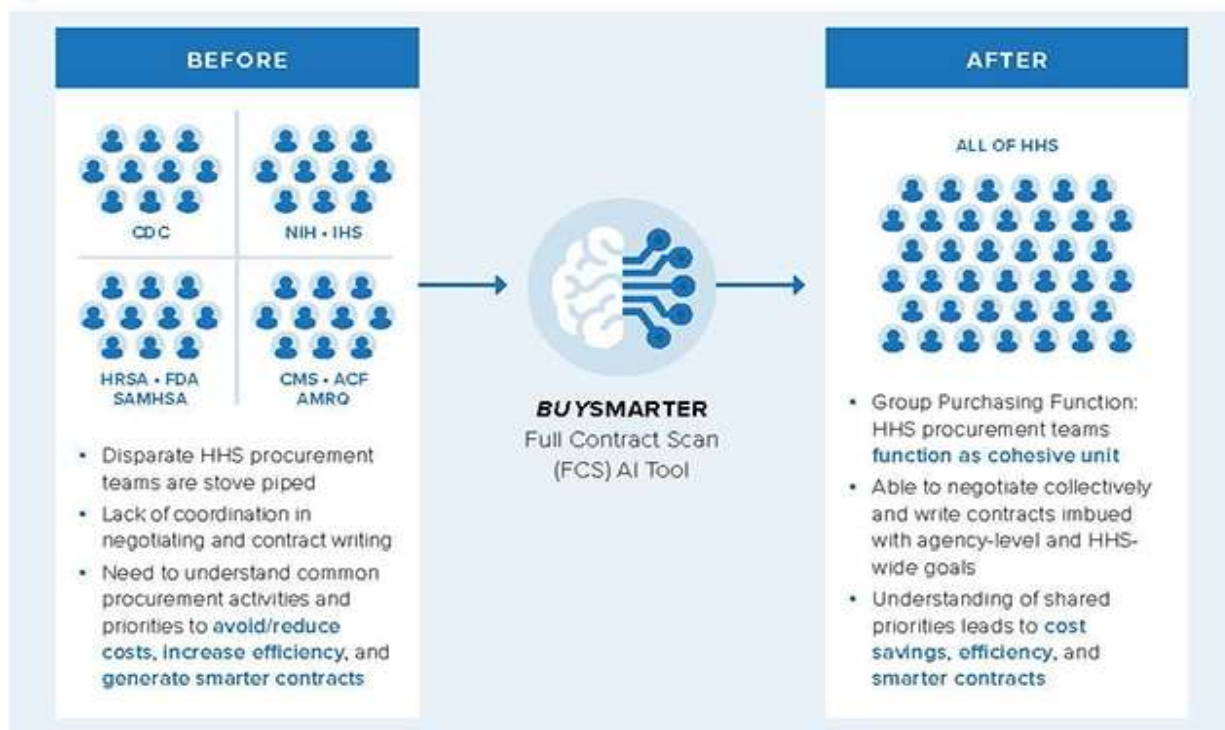 BEFORE
CDC
NIH • IHS
HRSA • FDA
SAMHSA
CMS • ACF
AMRQ
• Disparate HHS procurement
teams are stove piped
• Lack of coordination in
negotiating and contract writing
• Need to understand common
procurement activities and
priorities to avoid/reduce
costs, increase efficiency, and
generate smarter contracts
BUYSMARTER
Full Contract Scan
(FCS) AI Tool
AFTER
ALL OF HHS
• Group Purchasing Function:
HHS procurement teams
function as cohesive unit
• Able to negotiate collectively
and write contracts imbued
with agency-level and HHS-
wide goals
• Understanding of shared
priorities leads to cost
savings, efficiency, and
smarter contracts